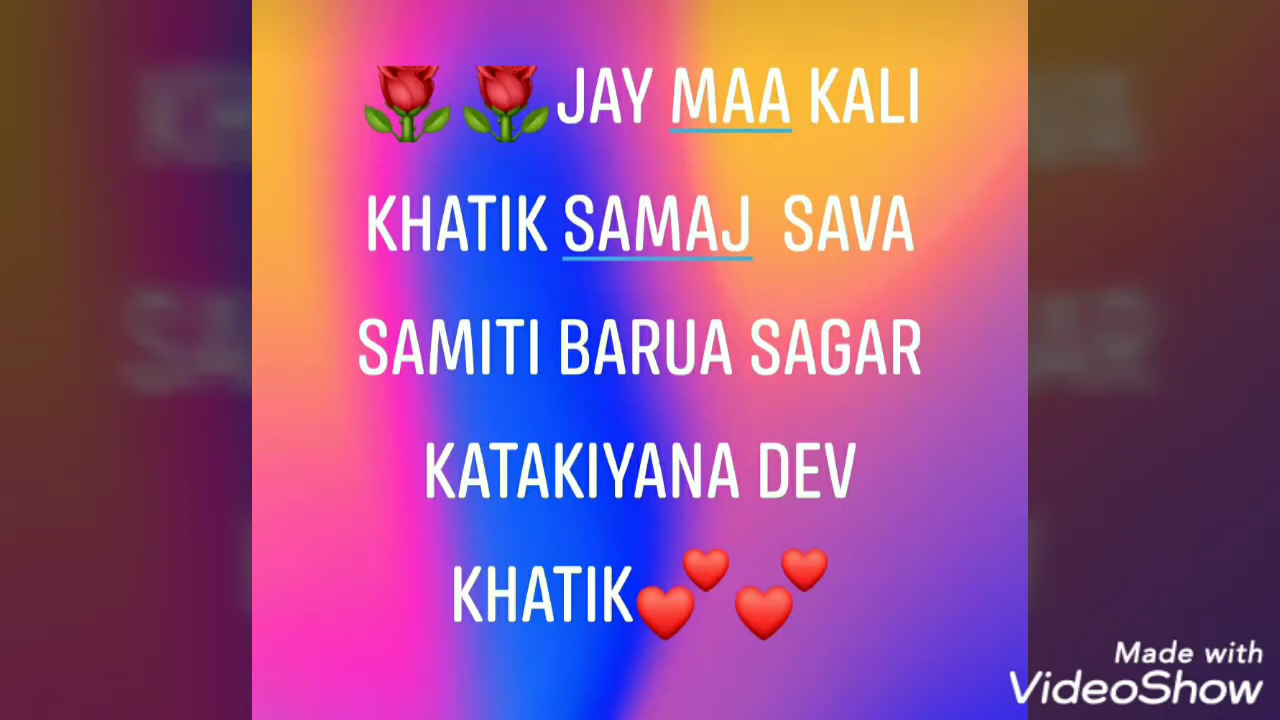 🌹🌹JAY MAA KALI
KHATIK SAMAJ  SAVA
SAMITI BARUA SAGAR
KATAKIYANA DEV
KHATIK💕💕
Made with
VideoShow